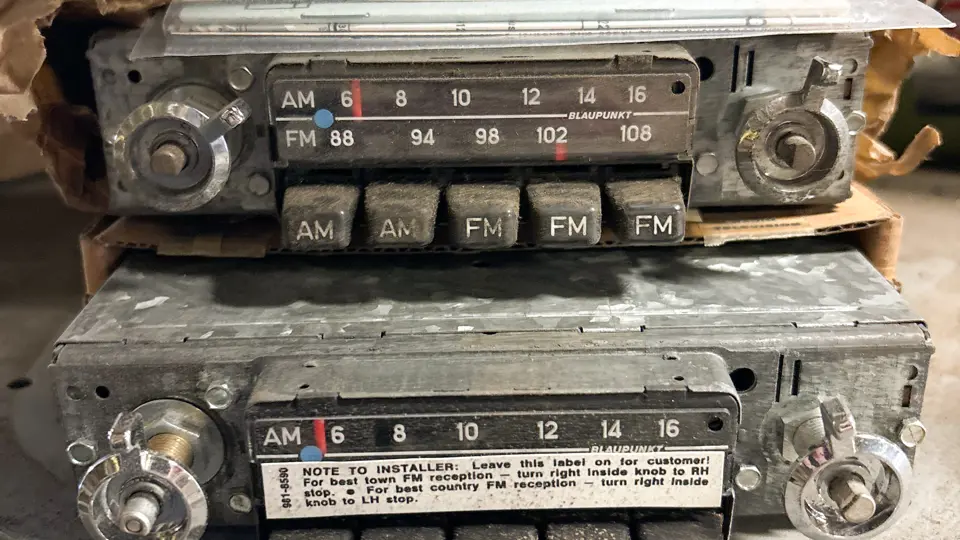 AM 6 8 10 12 14 16
BLAUPUNKT
FM 88 94 98 102 108
AM AM FM FM FM
AM 6 8 10 12 14 16
BLAUPUNKT
981-8590
NOTE TO INSTALLER: Leave this label on for customer!
For best town FM reception — turn right inside knob to RH
stop. ● For best country FM reception — turn right inside
knob to LH stop.